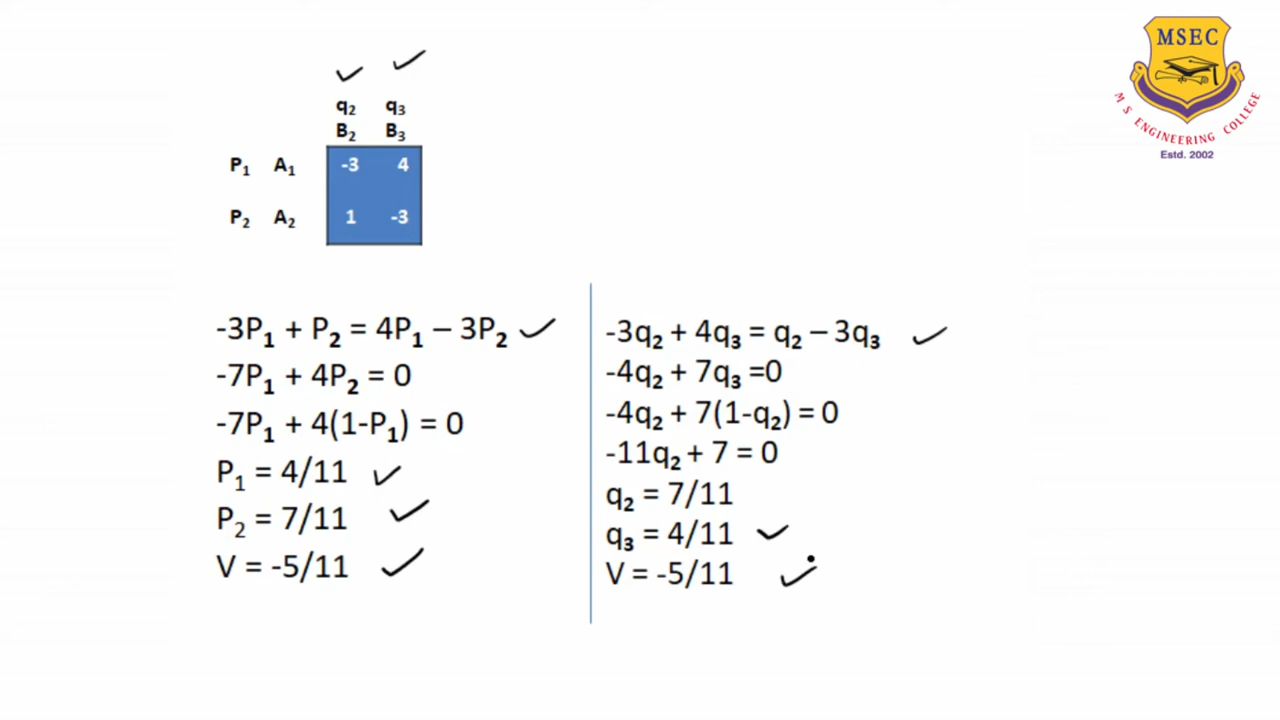 MSEC
M S ENGINEERING COLLEGE
Estd. 2002
q₂ q₃
B₂ B₃
P₁ A₁ -3 4
P₂ A₂ 1 -3
-3P₁ + P₂ = 4P₁ – 3P₂
-7P₁ + 4P₂ = 0
-7P₁ + 4(1-P₁) = 0
P₁ = 4/11
P₂ = 7/11
V = -5/11
-3q₂ + 4q₃ = q₂ – 3q₃
-4q₂ + 7q₃ =0
-4q₂ + 7(1-q₂) = 0
-11q₂ + 7 = 0
q₂ = 7/11
q₃ = 4/11
V = -5/11